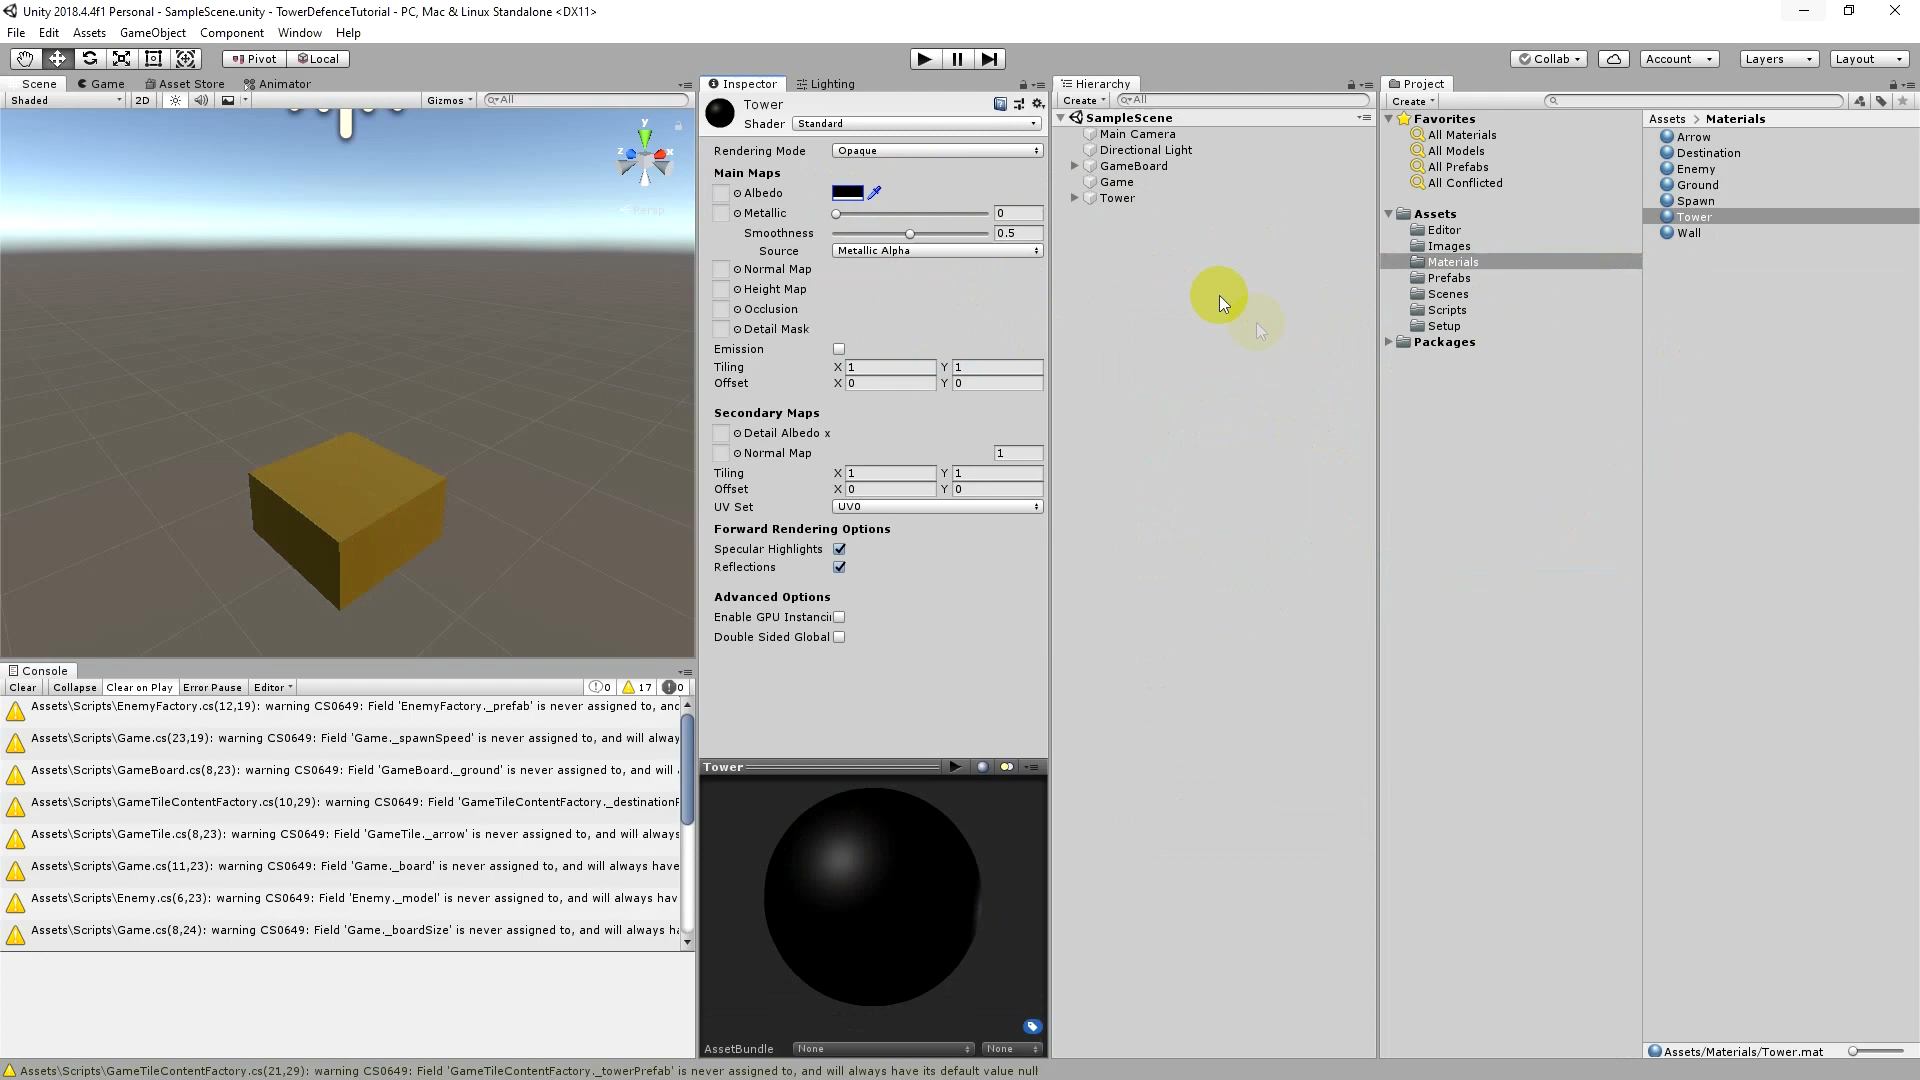 Unity 2018.4.4f1 Personal - SampleScene.unity - TowerDefenceTutorial - PC, Mac & Linux Standalone <DX11>
File Edit Assets GameObject Component Window Help
Pivot Local Collab Account Layers Layout
Scene Game Asset Store Animator
Shaded 2D Gizmos All
y
z x
Persp
Console
Clear Collapse Clear on Play Error Pause Editor 0 17 0
Assets\Scripts\EnemyFactory.cs(12,19): warning CS0649: Field 'EnemyFactory._prefab' is never assigned to, and
Assets\Scripts\Game.cs(23,19): warning CS0649: Field 'Game._spawnSpeed' is never assigned to, and will alway
Assets\Scripts\GameBoard.cs(8,23): warning CS0649: Field 'GameBoard._ground' is never assigned to, and will
Assets\Scripts\GameTileContentFactory.cs(10,29): warning CS0649: Field 'GameTileContentFactory._destinationF
Assets\Scripts\GameTile.cs(8,23): warning CS0649: Field 'GameTile._arrow' is never assigned to, and will always
Assets\Scripts\Game.cs(11,23): warning CS0649: Field 'Game._board' is never assigned to, and will always have
Assets\Scripts\Enemy.cs(6,23): warning CS0649: Field 'Enemy._model' is never assigned to, and will always hav
Assets\Scripts\Game.cs(8,24): warning CS0649: Field 'Game._boardSize' is never assigned to, and will always ha
Inspector Lighting
Tower
Shader Standard
Rendering Mode Opaque
Main Maps
Albedo
Metallic 0
Smoothness 0.5
Source Metallic Alpha
Normal Map
Height Map
Occlusion
Detail Mask
Emission
Tiling X 1 Y 1
Offset X 0 Y 0
Secondary Maps
Detail Albedo x
Normal Map 1
Tiling X 1 Y 1
Offset X 0 Y 0
UV Set UV0
Forward Rendering Options
Specular Highlights
Reflections
Advanced Options
Enable GPU Instanci
Double Sided Global
Tower
AssetBundle None None
Hierarchy
Create All
SampleScene
Main Camera
Directional Light
GameBoard
Game
Tower
Project
Create
Favorites
All Materials
All Models
All Prefabs
All Conflicted
Assets
Editor
Images
Materials
Prefabs
Scenes
Scripts
Setup
Packages
Assets > Materials
Arrow
Destination
Enemy
Ground
Spawn
Tower
Wall
Assets/Materials/Tower.mat
Assets\Scripts\GameTileContentFactory.cs(21,29): warning CS0649: Field 'GameTileContentFactory._towerPrefab' is never assigned to, and will always have its default value null